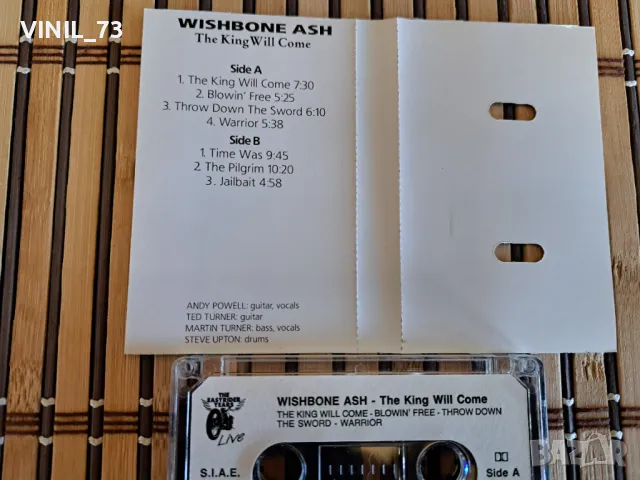 VINIL_73
WISHBONE ASH
The King Will Come
Side A
1. The King Will Come 7:30
2. Blowin' Free 5:25
3. Throw Down The Sword 6:10
4. Warrior 5:38
Side B
1. Time Was 9:45
2. The Pilgrim 10:20
3. Jailbait 4:58
ANDY POWELL: guitar, vocals
TED TURNER: guitar
MARTIN TURNER: bass, vocals
STEVE UPTON: drums
THE
EASTRIDER
YEARS
Live
WISHBONE ASH - The King Will Come
THE KING WILL COME - BLOWIN' FREE - THROW DOWN
THE SWORD - WARRIOR
S.I.A.E.
Side A
BAZAR